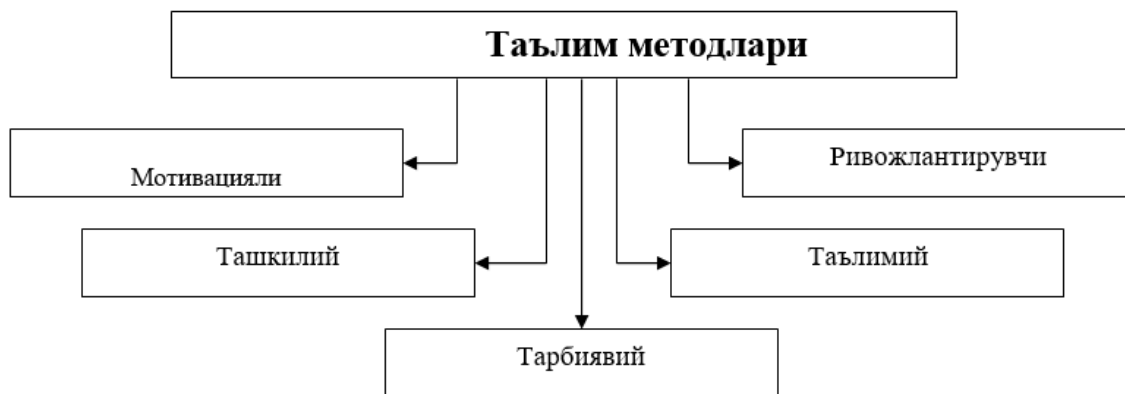 Таълим методлари
Мотивацияли
Ривожлантирувчи
Ташкилий
Таълимий
Тарбиявий